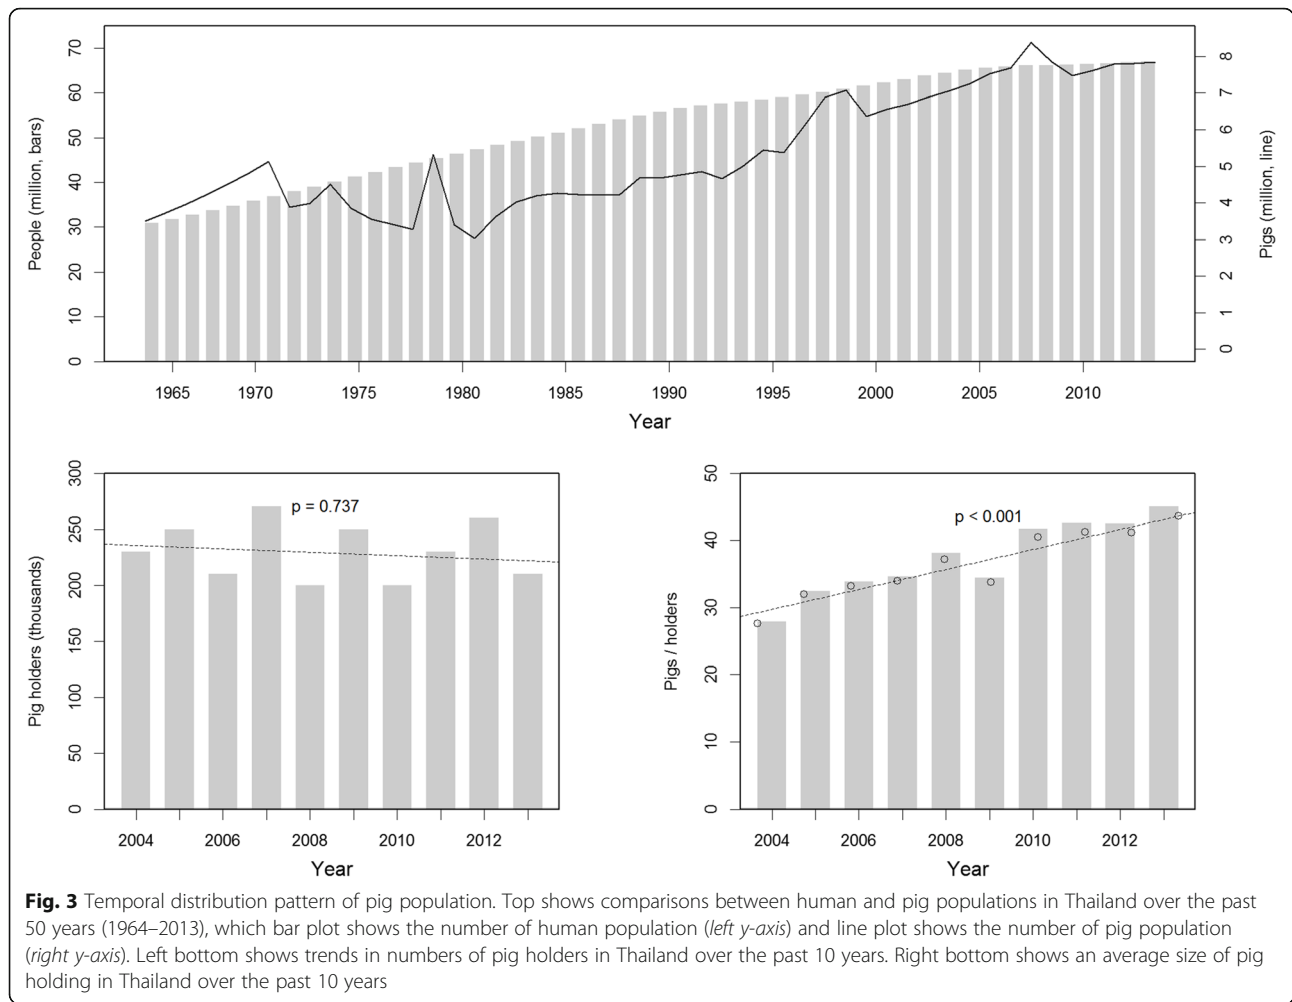 People (million, bars)
70
60
50
40
30
20
10
0
8
7
6
5
4
3
2
1
0
Pigs (million, line)
1965 1970 1975 1980 1985 1990 1995 2000 2005 2010
Year
Pig holders (thousands)
300
250
200
150
100
50
0
p = 0.737
2004 2006 2008 2010 2012
Year
Pigs / holders
50
40
30
20
10
0
p < 0.001
2004 2006 2008 2010 2012
Year
Fig. 3 Temporal distribution pattern of pig population. Top shows comparisons between human and pig populations in Thailand over the past
50 years (1964–2013), which bar plot shows the number of human population (left y-axis) and line plot shows the number of pig population
(right y-axis). Left bottom shows trends in numbers of pig holders in Thailand over the past 10 years. Right bottom shows an average size of pig
holding in Thailand over the past 10 years